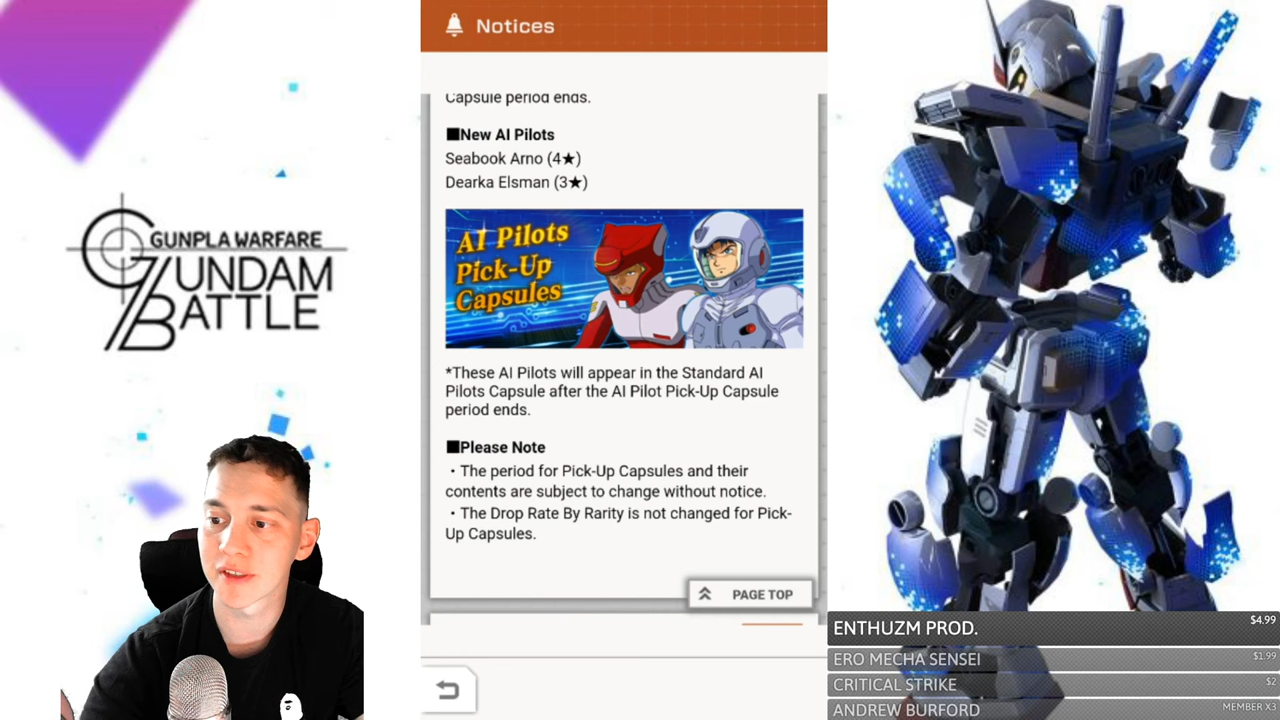 Notices
Capsule period ends.
■New AI Pilots
Seabook Arno (4★)
Dearka Elsman (3★)
AI Pilots
Pick-Up
Capsules
*These AI Pilots will appear in the Standard AI
Pilots Capsule after the AI Pilot Pick-Up Capsule
period ends.
■Please Note
・The period for Pick-Up Capsules and their
contents are subject to change without notice.
・The Drop Rate By Rarity is not changed for Pick-
Up Capsules.
PAGE TOP
GUNPLA WARFARE
GUNDAM
BATTLE
ENTHUZM PROD. $4.99
ERO MECHA SENSEI $1.99
CRITICAL STRIKE $2
ANDREW BURFORD MEMBER X3